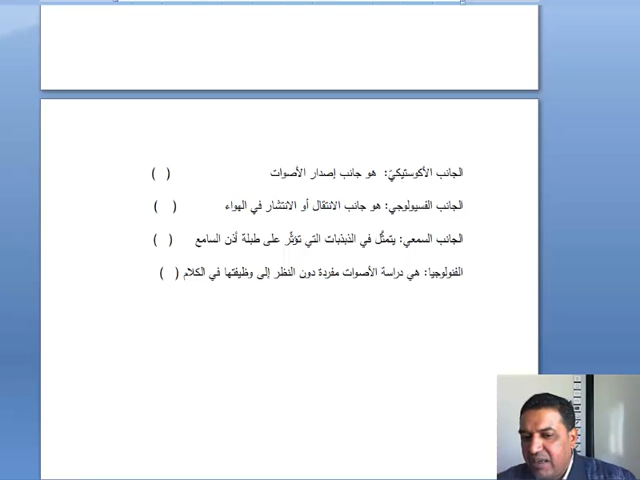 الجانب الأكوستيكيّ: هو جانب إصدار الأصوات ( )
الجانب الفسيولوجي: هو جانب الانتقال أو الانتشار في الهواء ( )
الجانب السمعي: يتمثَّل في الذبذبات التي تؤثِّر على طبلة أذن السامع ( )
الفنولوجيا: هي دراسة الأصوات مفردة دون النظر إلى وظيفتها في الكلام ( )